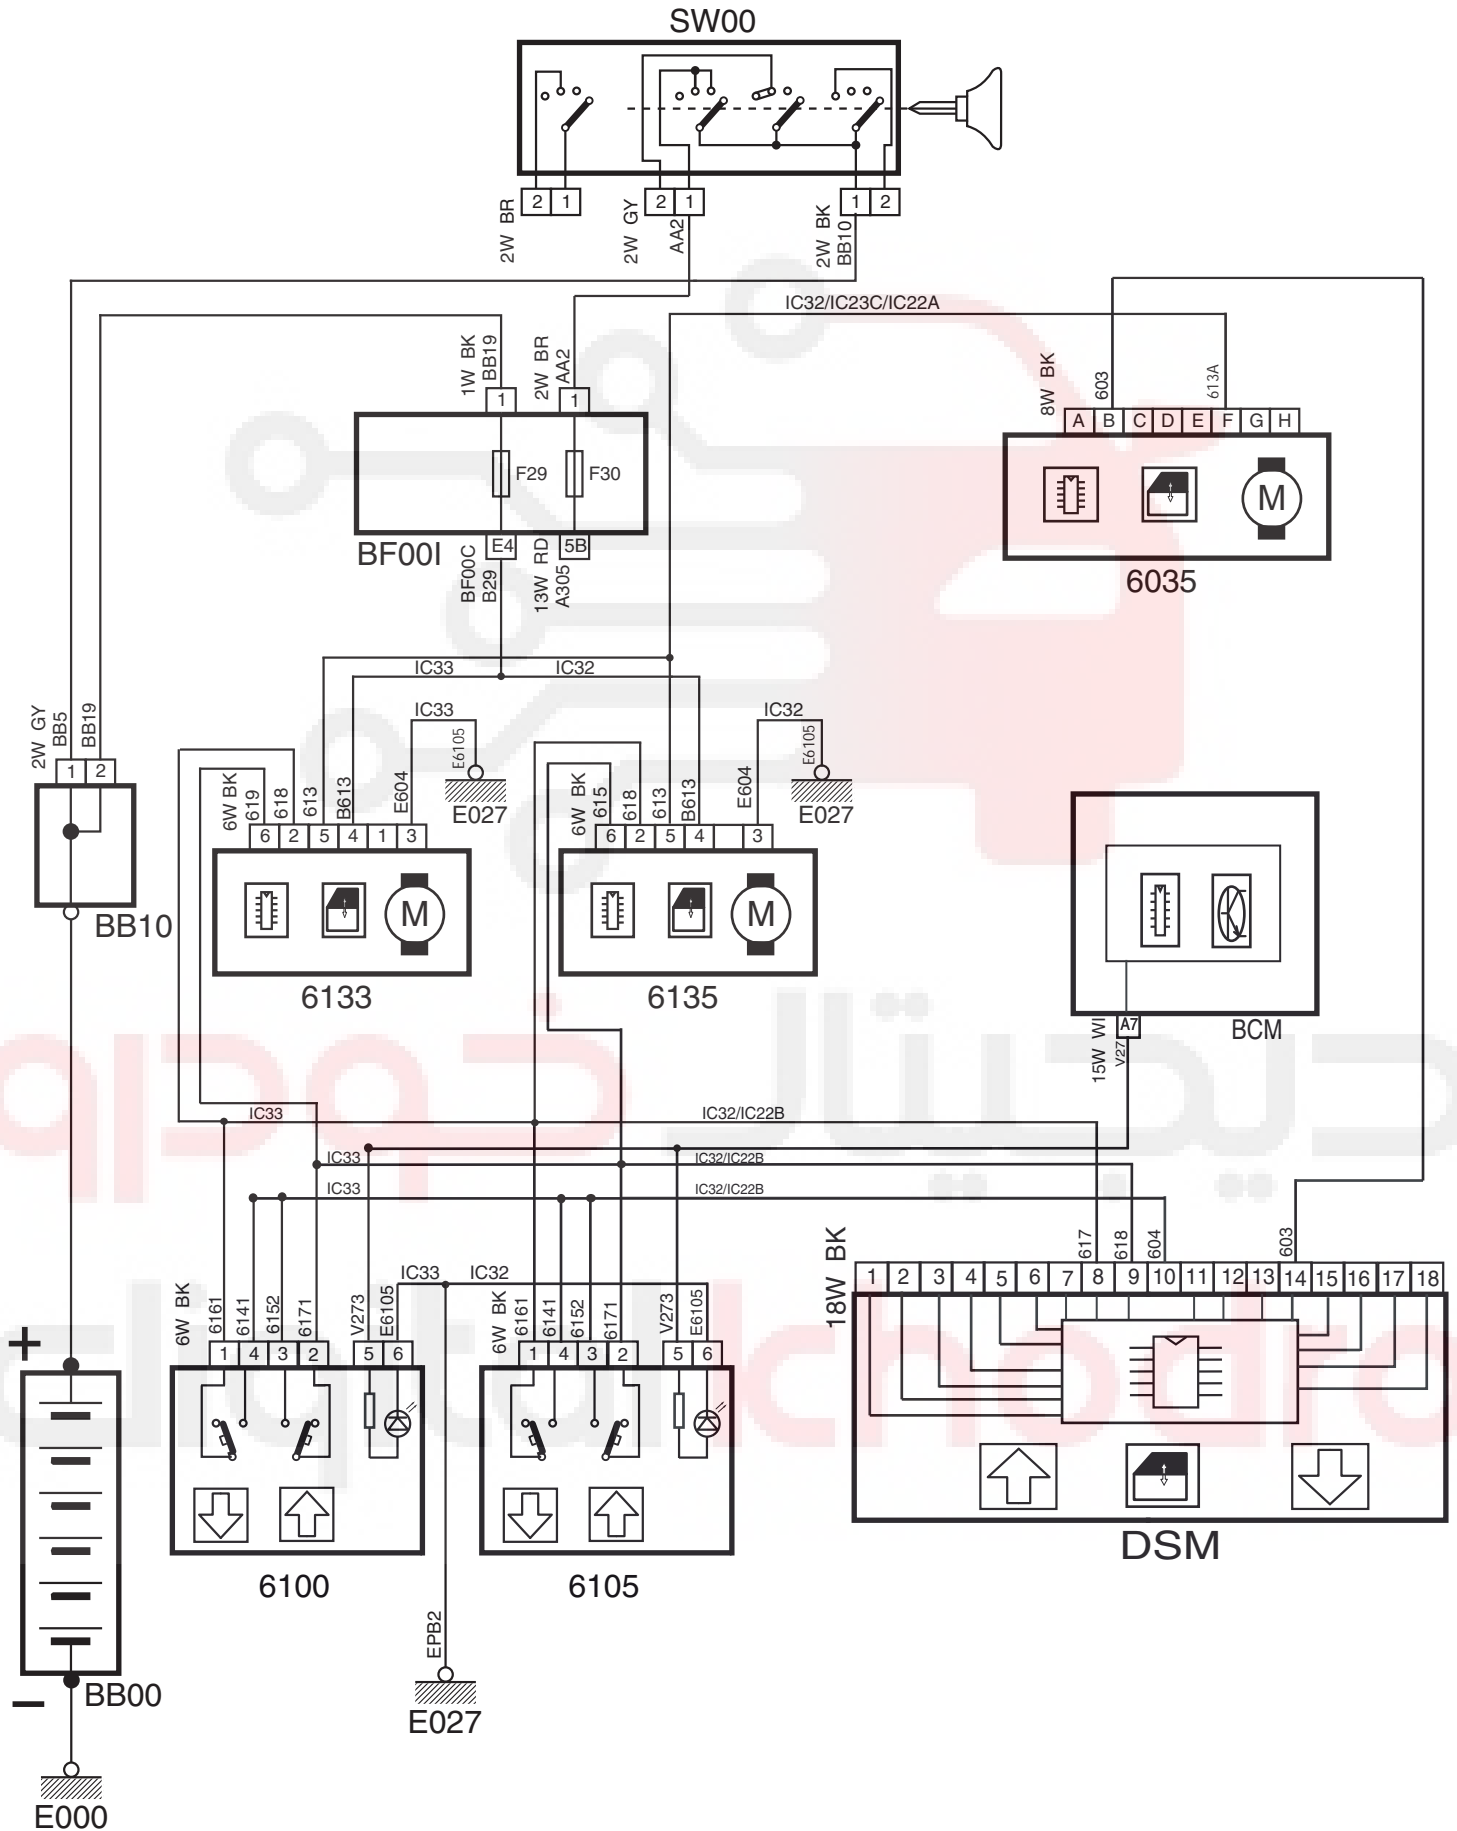 SW00
2 1 2 1 1 2
2W BR
2W GY
AA2
2W BK
BB10
IC32/IC23C/IC22A
1W BK
BB19
2W BR
AA2
8W BK
603
613A
1 1
A B C D E F G H
F29 F30
E4 5B
BF00I
BF00C
B29
13W RD
A305
6035
M
IC33 IC32
2W GY
BB5
BB19
1 2
BB10
IC33
E6105
E027
IC32
E6105
E027
6W BK
619
618
613
B613
E604
6 2 5 4 1 3
M
6133
6W BK
615
618
613
B613
E604
6 2 5 4 3
M
6135
A7
BCM
15W WI
V27
دیجیتال خودرو
IC33 IC32/IC22B
IC33 IC32/IC22B
IC33 IC32/IC22B
617
618
604
603
18W BK
1 2 3 4 5 6 7 8 9 10 11 12 13 14 15 16 17 18
DSM
digitalkhodro
IC33 IC32
6W BK
6161
6141
6152
6171
V273
E6105
1 4 3 2 5 6
6100
6W BK
6161
6141
6152
6171
V273
E6105
1 4 3 2 5 6
6105
EPB2
E027
+
–
BB00
E000